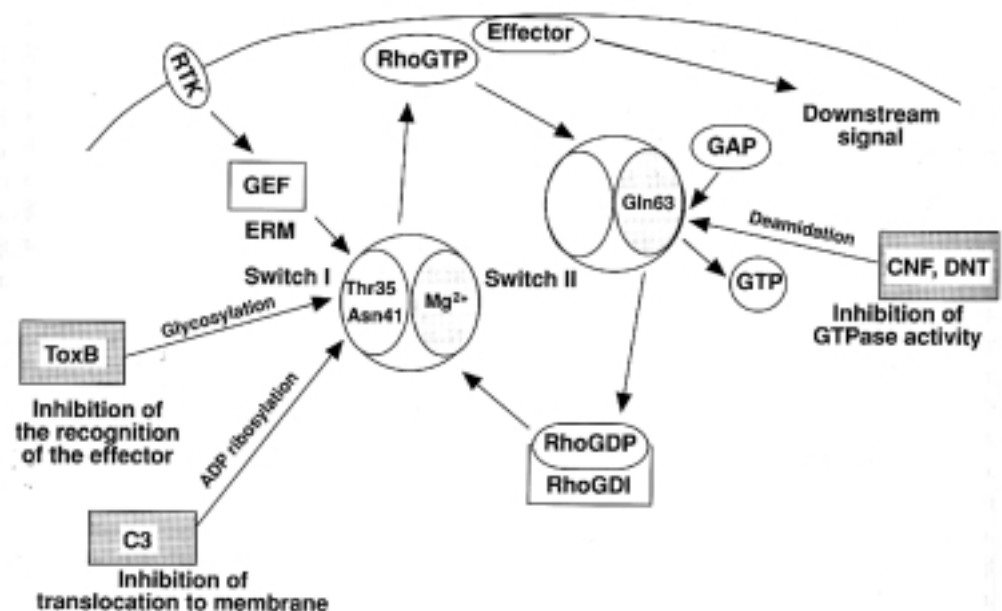 Effector
RTK
RhoGTP
Downstream
signal
GAP
GEF
Gln63
ERM
Deamidation
Switch I
Switch II
CNF, DNT
Thr35
Mg2+
GTP
Asn41
Glycosylation
Inhibition of
GTPase activity
ToxB
Inhibition of
the recognition
of the effector
ADP ribosylation
RhoGDP
RhoGDI
C3
Inhibition of
translocation to membrane